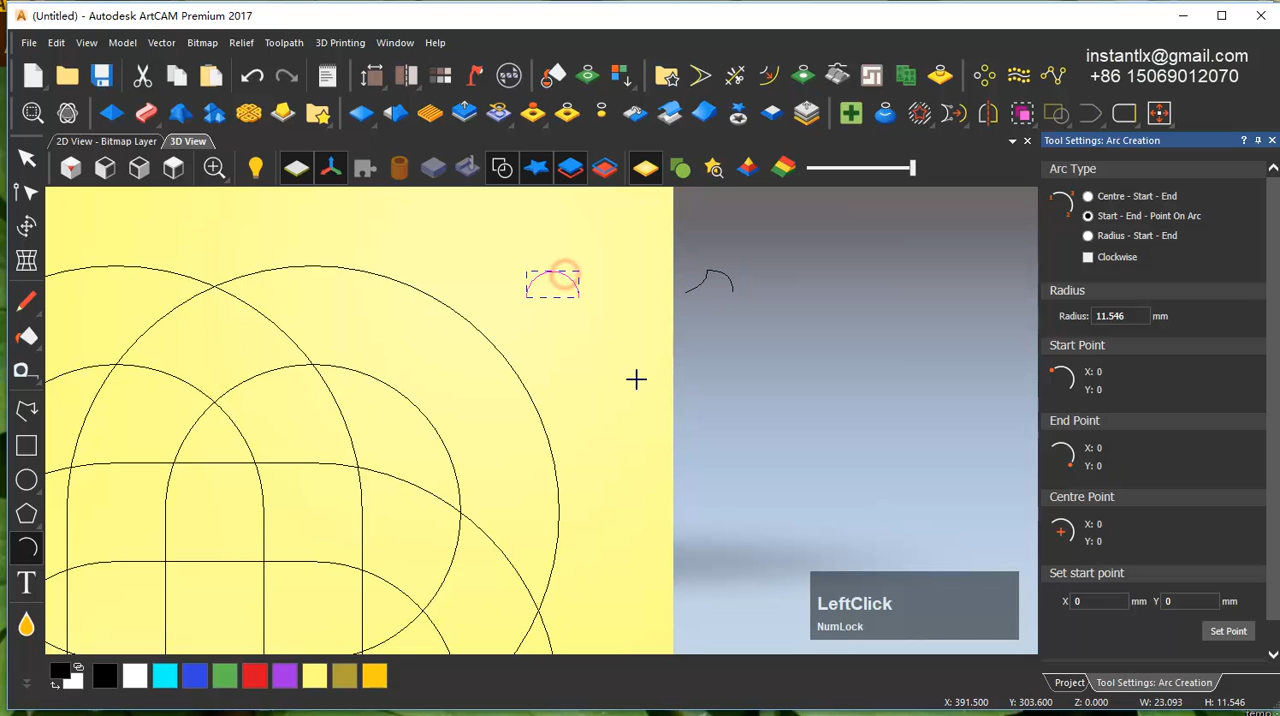 (Untitled) - Autodesk ArtCAM Premium 2017
File Edit View Model Vector Bitmap Relief Toolpath 3D Printing Window Help
instantlx@gmail.com
+86 15069012070
2D View - Bitmap Layer 3D View
Tool Settings: Arc Creation
Arc Type
Centre - Start - End
Start - End - Point On Arc
Radius - Start - End
Clockwise
Radius
Radius: 11.546 mm
Start Point
X: 0
Y: 0
End Point
X: 0
Y: 0
Centre Point
X: 0
Y: 0
Set start point
X 0 mm Y 0 mm
Set Point
LeftClick
NumLock
Project Tool Settings: Arc Creation
X: 391.500 Y: 303.600 Z: 0.000 W: 23.093 H: 11.546